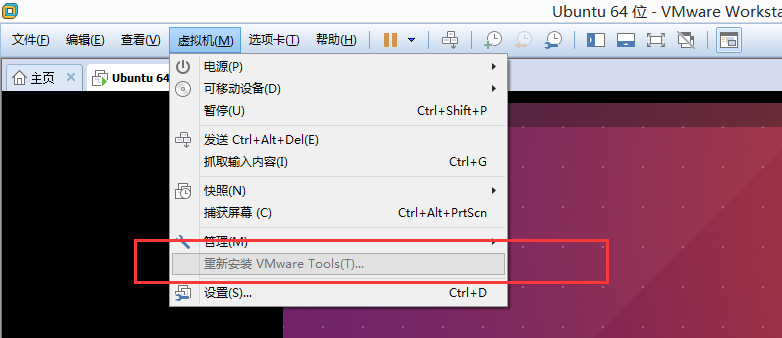 Ubuntu 64 位 - VMware Worksta
文件(F) 编辑(E) 查看(V) 虚拟机(M) 选项卡(T) 帮助(H)
主页 Ubuntu 64
电源(P)
可移动设备(D)
暂停(U) Ctrl+Shift+P
发送 Ctrl+Alt+Del(E)
抓取输入内容(I) Ctrl+G
快照(N)
捕获屏幕 (C) Ctrl+Alt+PrtScn
管理(M)
重新安装 VMware Tools(T)...
设置(S)... Ctrl+D